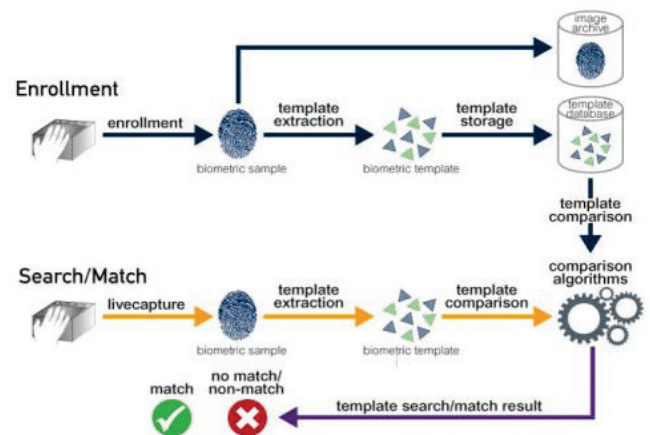 image
archive
Enrollment
enrollment
template
extraction
template
storage
template
database
biometric sample
biometric template
template
comparison
Search/Match
comparison
algorithms
livecapture
template
extraction
template
comparison
biometric sample
biometric template
match
no match/
non-match
template search/match result